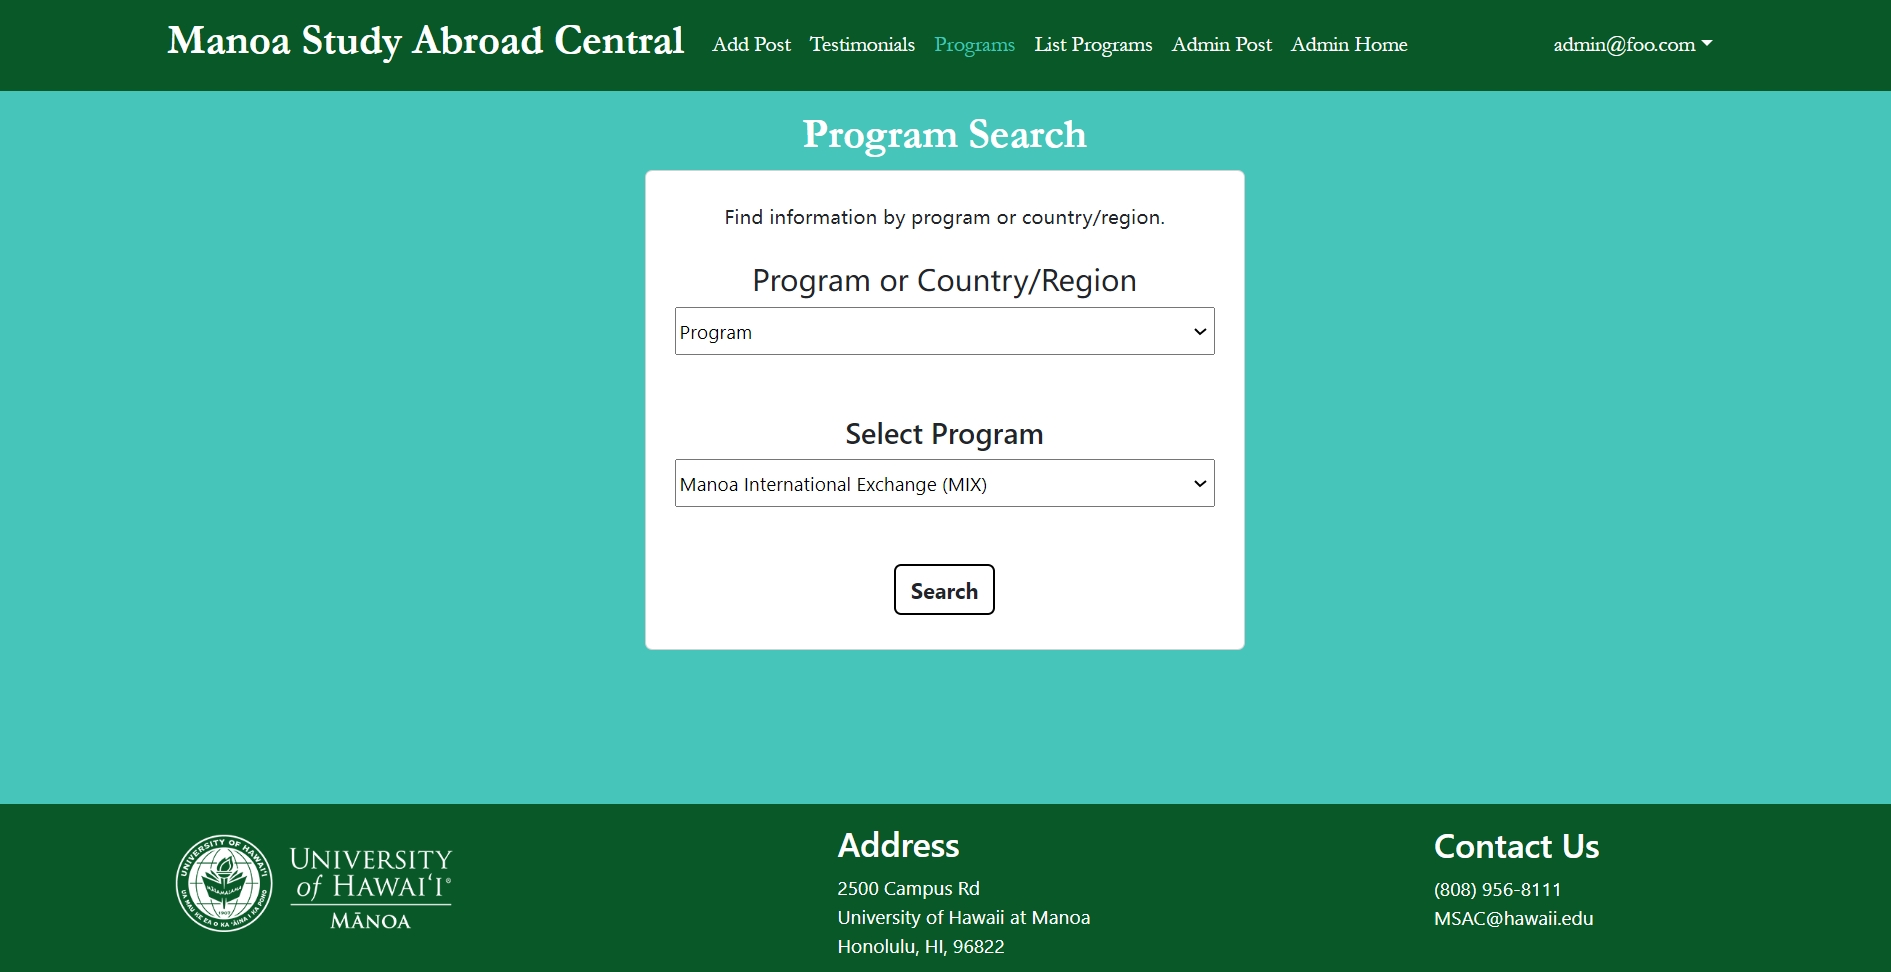 Manoa Study Abroad Central Add Post Testimonials Programs List Programs Admin Post Admin Home admin@foo.com
Program Search
Find information by program or country/region.
Program or Country/Region
Program
Select Program
Manoa International Exchange (MIX)
Search
UNIVERSITY
of HAWAIʻI®
MĀNOA
Address
2500 Campus Rd
University of Hawaii at Manoa
Honolulu, HI, 96822
Contact Us
(808) 956-8111
MSAC@hawaii.edu